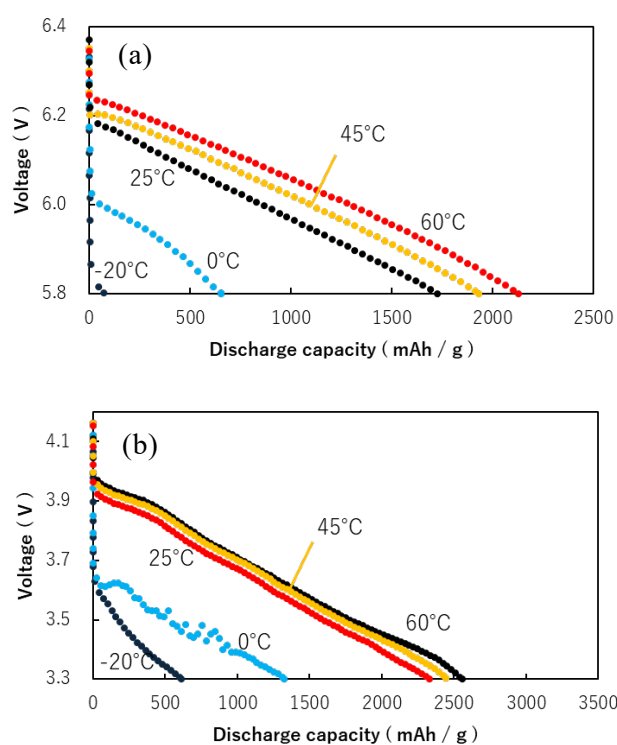 (a)
Voltage ( V )
6.4
6.2
6.0
5.8
45°C
25°C
60°C
0°C
-20°C
0
500
1000
1500
2000
2500
Discharge capacity ( mAh / g )
(b)
Voltage ( V )
4.1
3.9
3.7
3.5
3.3
45°C
25°C
60°C
0°C
-20°C
0
500
1000
1500
2000
2500
3000
3500
Discharge capacity ( mAh / g )